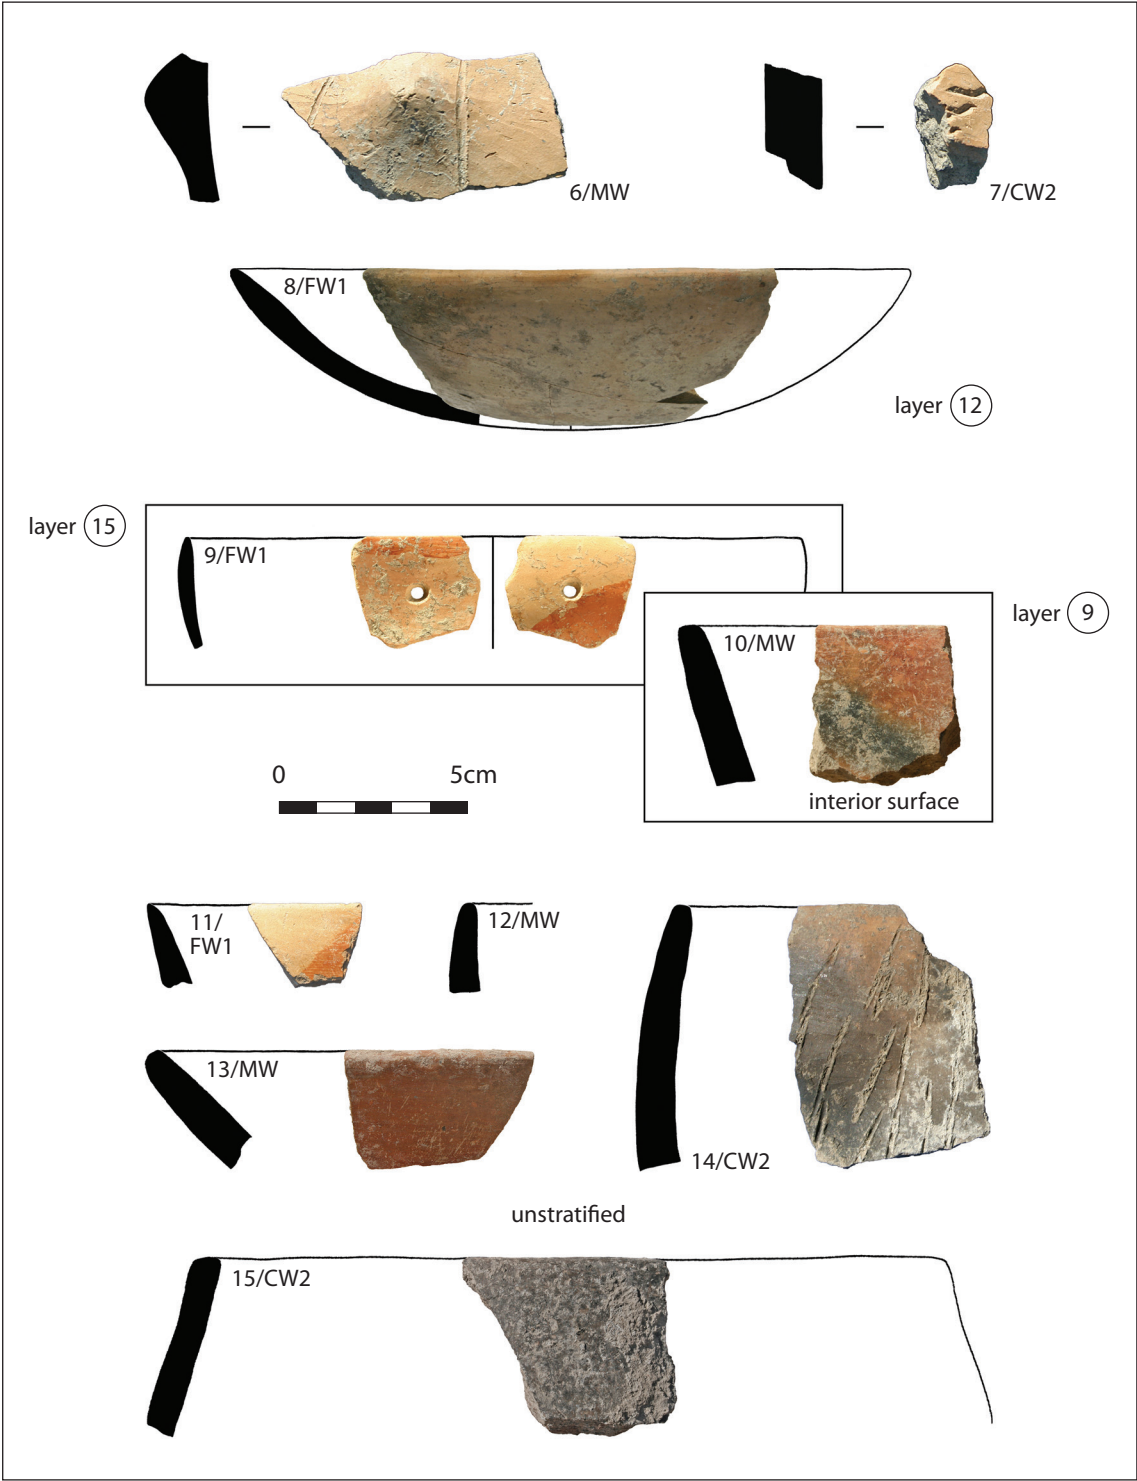 6/MW
7/CW2
8/FW1
layer 12
layer 15
9/FW1
layer 9
10/MW
interior surface
0 5cm
11/
FW1
12/MW
13/MW
14/CW2
unstratified
15/CW2